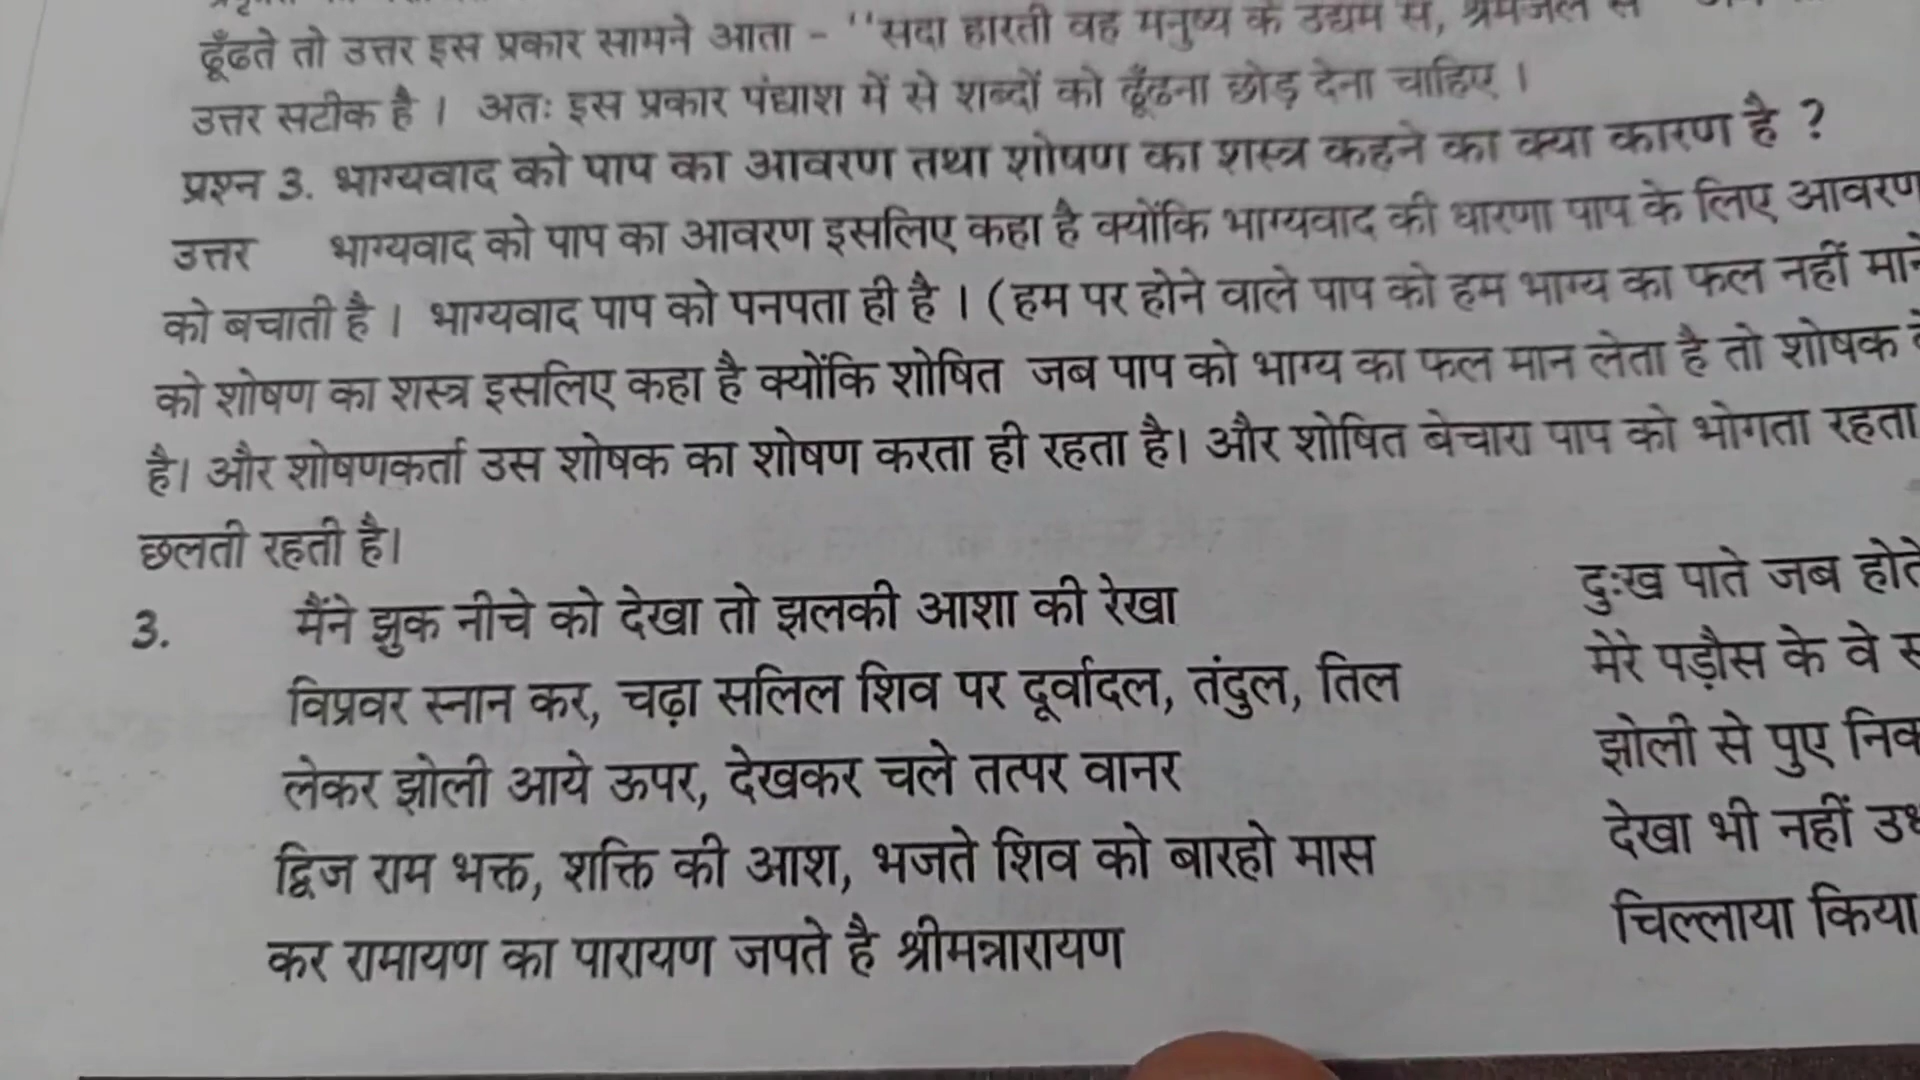 ढूँढते तो उत्तर इस प्रकार सामने आता - "सदा हारती वह मनुष्य के उद्यम से, श्रमजल से
उत्तर सटीक है । अतः इस प्रकार पंद्याश में से शब्दों को ढूँढना छोड़ देना चाहिए ।
प्रश्न 3. भाग्यवाद को पाप का आवरण तथा शोषण का शस्त्र कहने का क्या कारण है ?
उत्तर भाग्यवाद को पाप का आवरण इसलिए कहा है क्योंकि भाग्यवाद की धारणा पाप के लिए आवरण
को बचाती है । भाग्यवाद पाप को पनपता ही है । (हम पर होने वाले पाप को हम भाग्य का फल नहीं माने
को शोषण का शस्त्र इसलिए कहा है क्योंकि शोषित जब पाप को भाग्य का फल मान लेता है तो शोषक
है। और शोषणकर्ता उस शोषक का शोषण करता ही रहता है। और शोषित बेचारा पाप को भोगता रहता
छलती रहती है।
3. मैंने झुक नीचे को देखा तो झलकी आशा की रेखा
विप्रवर स्नान कर, चढ़ा सलिल शिव पर दूर्वादल, तंदुल, तिल
लेकर झोली आये ऊपर, देखकर चले तत्पर वानर
द्विज राम भक्त, शक्ति की आश, भजते शिव को बारहो मास
कर रामायण का पारायण जपते है श्रीमन्नारायण
दुःख पाते जब होते
मेरे पड़ौस के वे
झोली से पुए
देखा भी नहीं
चिल्लाया किया